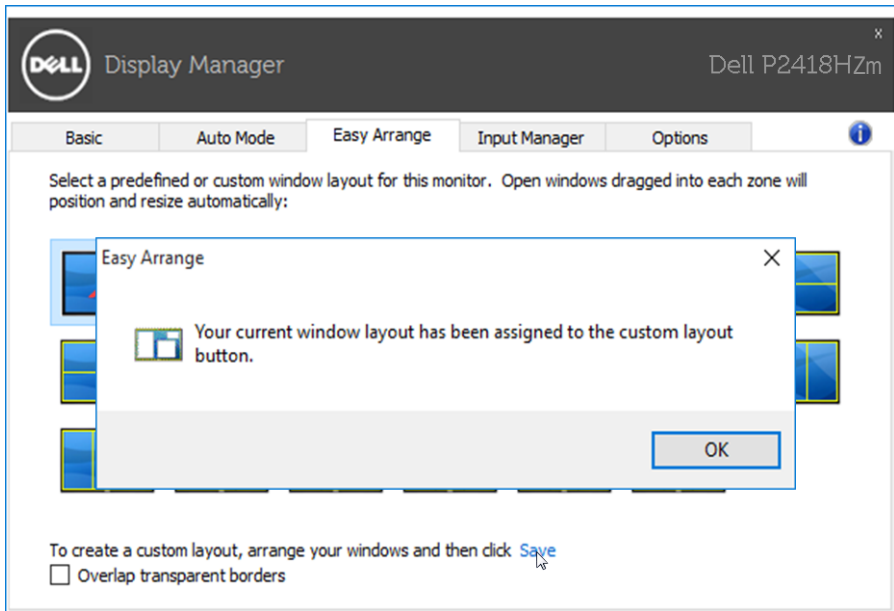 DELL Display Manager
x
Dell P2418HZm
Basic Auto Mode Easy Arrange Input Manager Options i
Select a predefined or custom window layout for this monitor. Open windows dragged into each zone will
position and resize automatically:
Easy Arrange
Your current window layout has been assigned to the custom layout
button.
OK
To create a custom layout, arrange your windows and then click Save
Overlap transparent borders